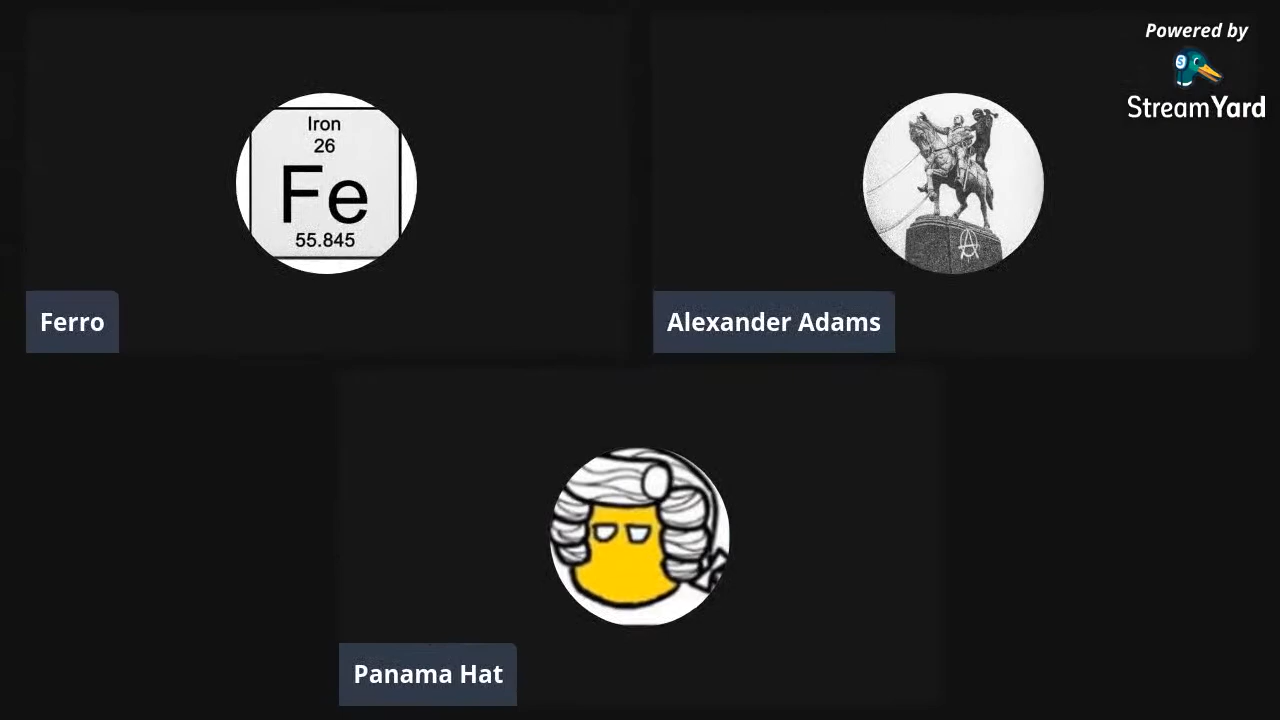 Powered by
StreamYard
Iron
26
Fe
55.845
Ferro
Alexander Adams
Panama Hat